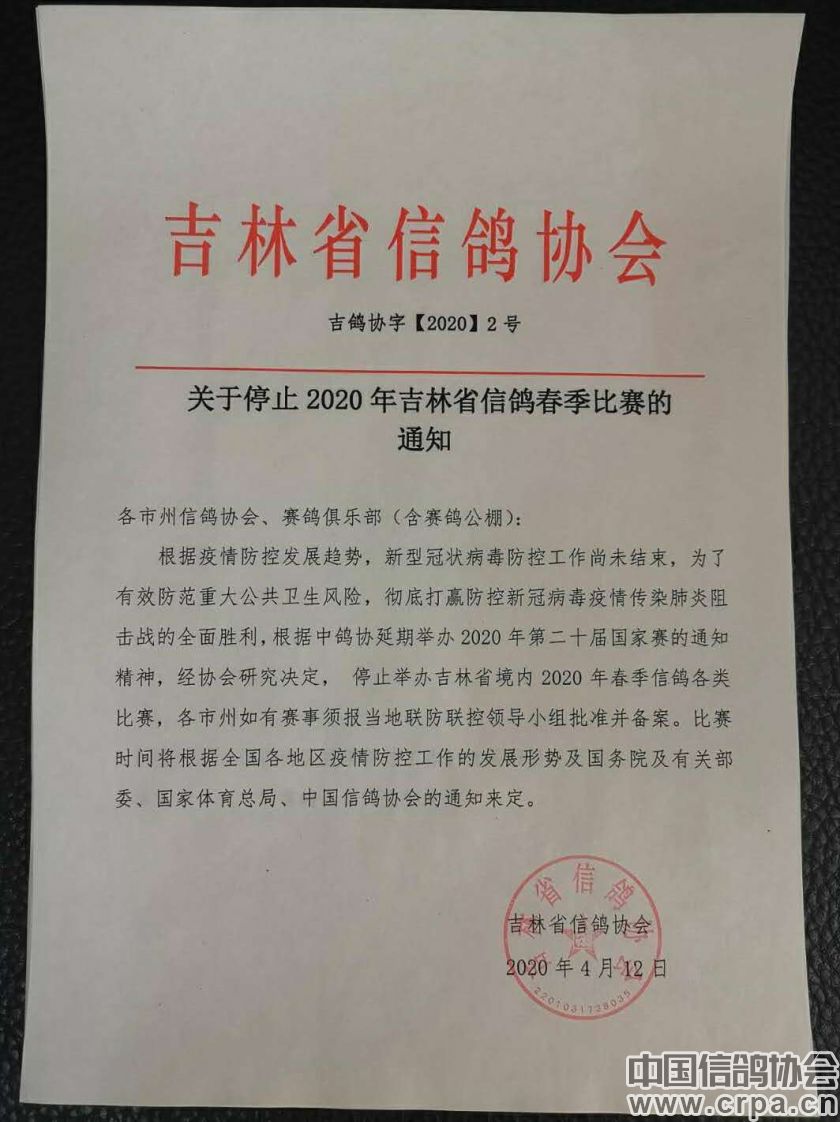 吉林省信鸽协会
吉鸽协字【2020】2号
关于停止2020年吉林省信鸽春季比赛的
通知
各市州信鸽协会、赛鸽俱乐部（含赛鸽公棚）：
根据疫情防控发展趋势，新型冠状病毒防控工作尚未结束，为了
有效防范重大公共卫生风险，彻底打赢防控新冠病毒疫情传染肺炎阻
击战的全面胜利，根据中鸽协延期举办2020年第二十届国家赛的通知
精神，经协会研究决定， 停止举办吉林省境内2020年春季信鸽各类
比赛，各市州如有赛事须报当地联防联控领导小组批准并备案。比赛
时间将根据全国各地区疫情防控工作的发展形势及国务院及有关部
委、国家体育总局、中国信鸽协会的通知来定。
吉林省信鸽协会
吉林省信鸽协会
2020年4月12日
2201031738035
中国信鸽协会
www.crpa.cn